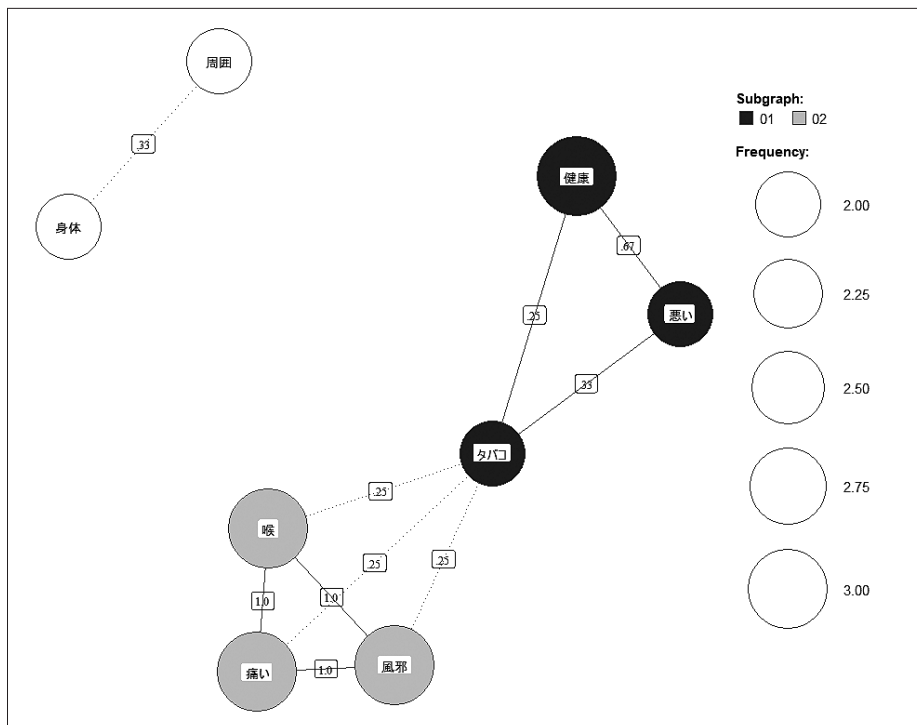 周囲
.33
身体
健康
.67
悪い
.25
.33
タバコ
.25
喉
.25
.25
1.0
1.0
痛い
1.0
風邪
Subgraph:
01 02
Frequency:
2.00
2.25
2.50
2.75
3.00